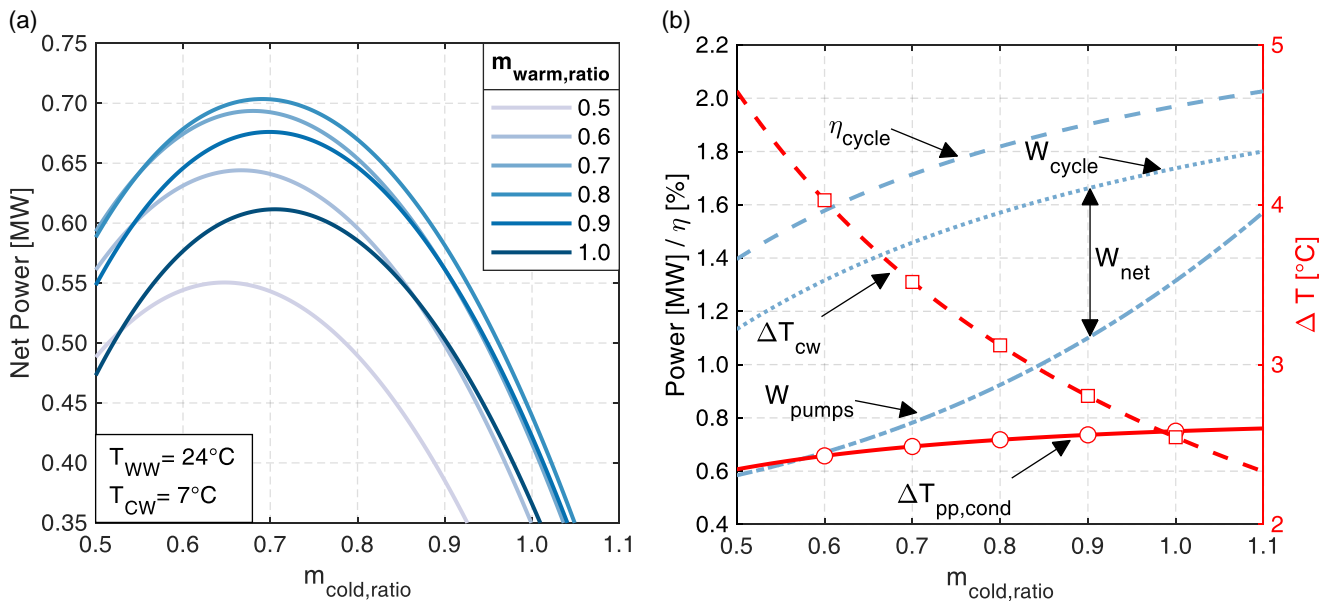 (a)
Net Power [MW]
0.75
0.70
0.65
0.60
0.55
0.50
0.45
0.40
0.35
m_warm,ratio
0.5
0.6
0.7
0.8
0.9
1.0
T_WW= 24°C
T_CW= 7°C
0.5 0.6 0.7 0.8 0.9 1.0 1.1
m_cold,ratio
(b)
Power [MW] / η [%]
2.2
2.0
1.8
1.6
1.4
1.2
1.0
0.8
0.6
0.4
η_cycle
W_cycle
W_net
ΔT_cw
W_pumps
ΔT_pp,cond
5
4
3
2
Δ T [°C]
0.5 0.6 0.7 0.8 0.9 1.0 1.1
m_cold,ratio